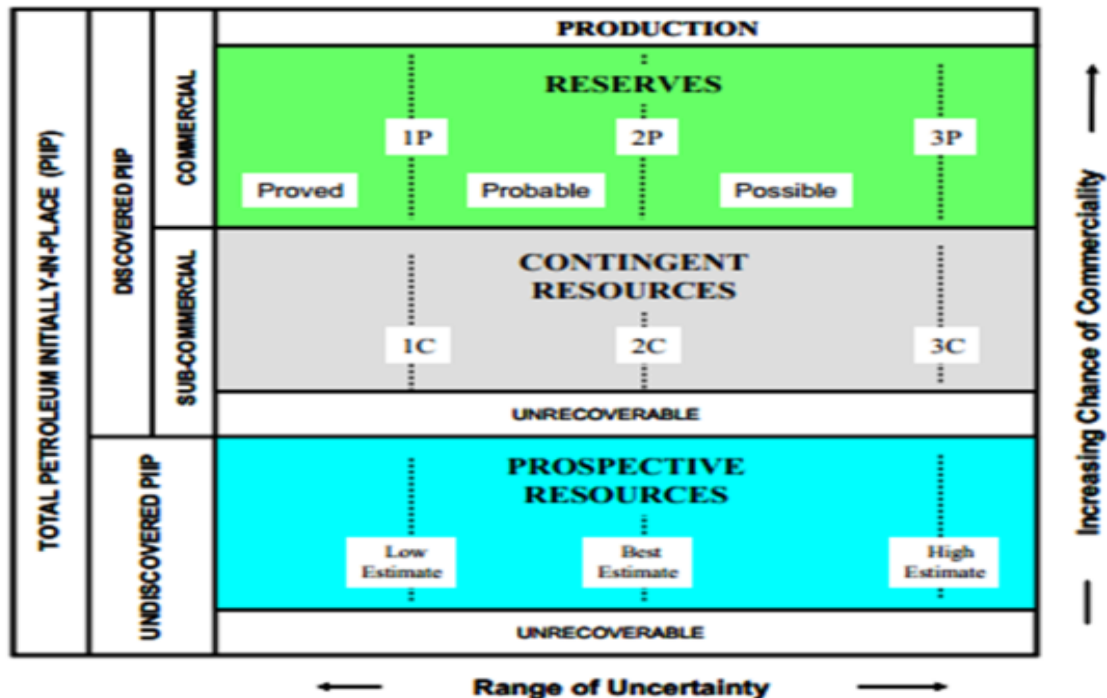 TOTAL PETROLEUM INITIALLY-IN-PLACE (PIIP)
DISCOVERED PIIP
UNDISCOVERED PIIP
COMMERCIAL
SUB-COMMERCIAL
PRODUCTION
RESERVES
1P
2P
3P
Proved
Probable
Possible
CONTINGENT
RESOURCES
1C
2C
3C
UNRECOVERABLE
PROSPECTIVE
RESOURCES
Low
Estimate
Best
Estimate
High
Estimate
UNRECOVERABLE
Range of Uncertainty
Increasing Chance of Commerciality